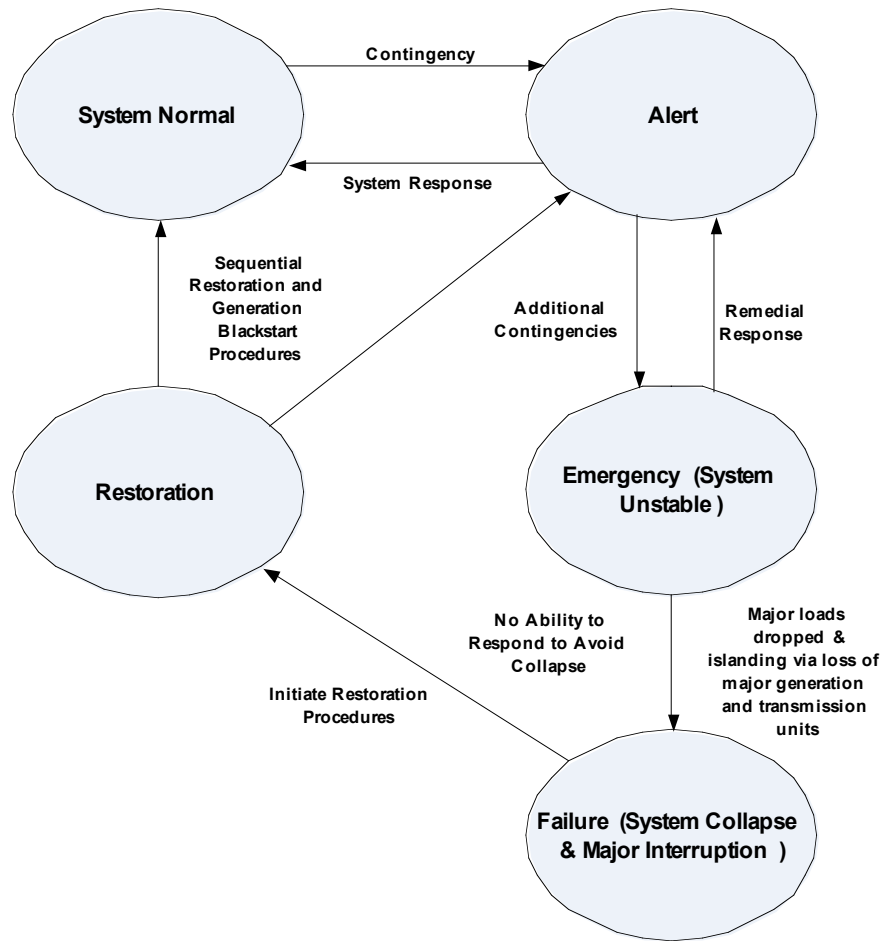 Contingency
System Normal
Alert
System Response
Sequential
Restoration and
Generation
Blackstart
Procedures
Additional
Contingencies
Remedial
Response
Restoration
Emergency (System
Unstable )
No Ability to
Respond to Avoid
Collapse
Major loads
dropped &
islanding via loss of
major generation
and transmission
units
Initiate Restoration
Procedures
Failure (System Collapse
& Major Interruption )